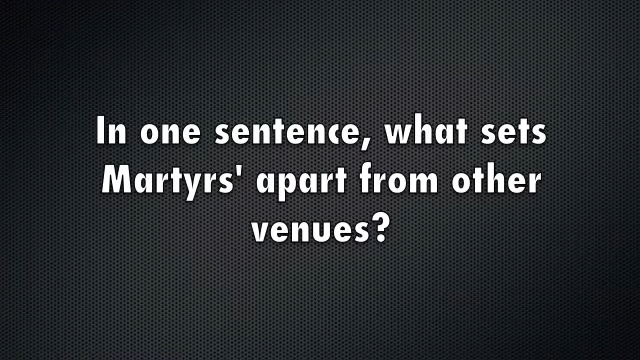 In one sentence, what sets
Martyrs' apart from other
venues?